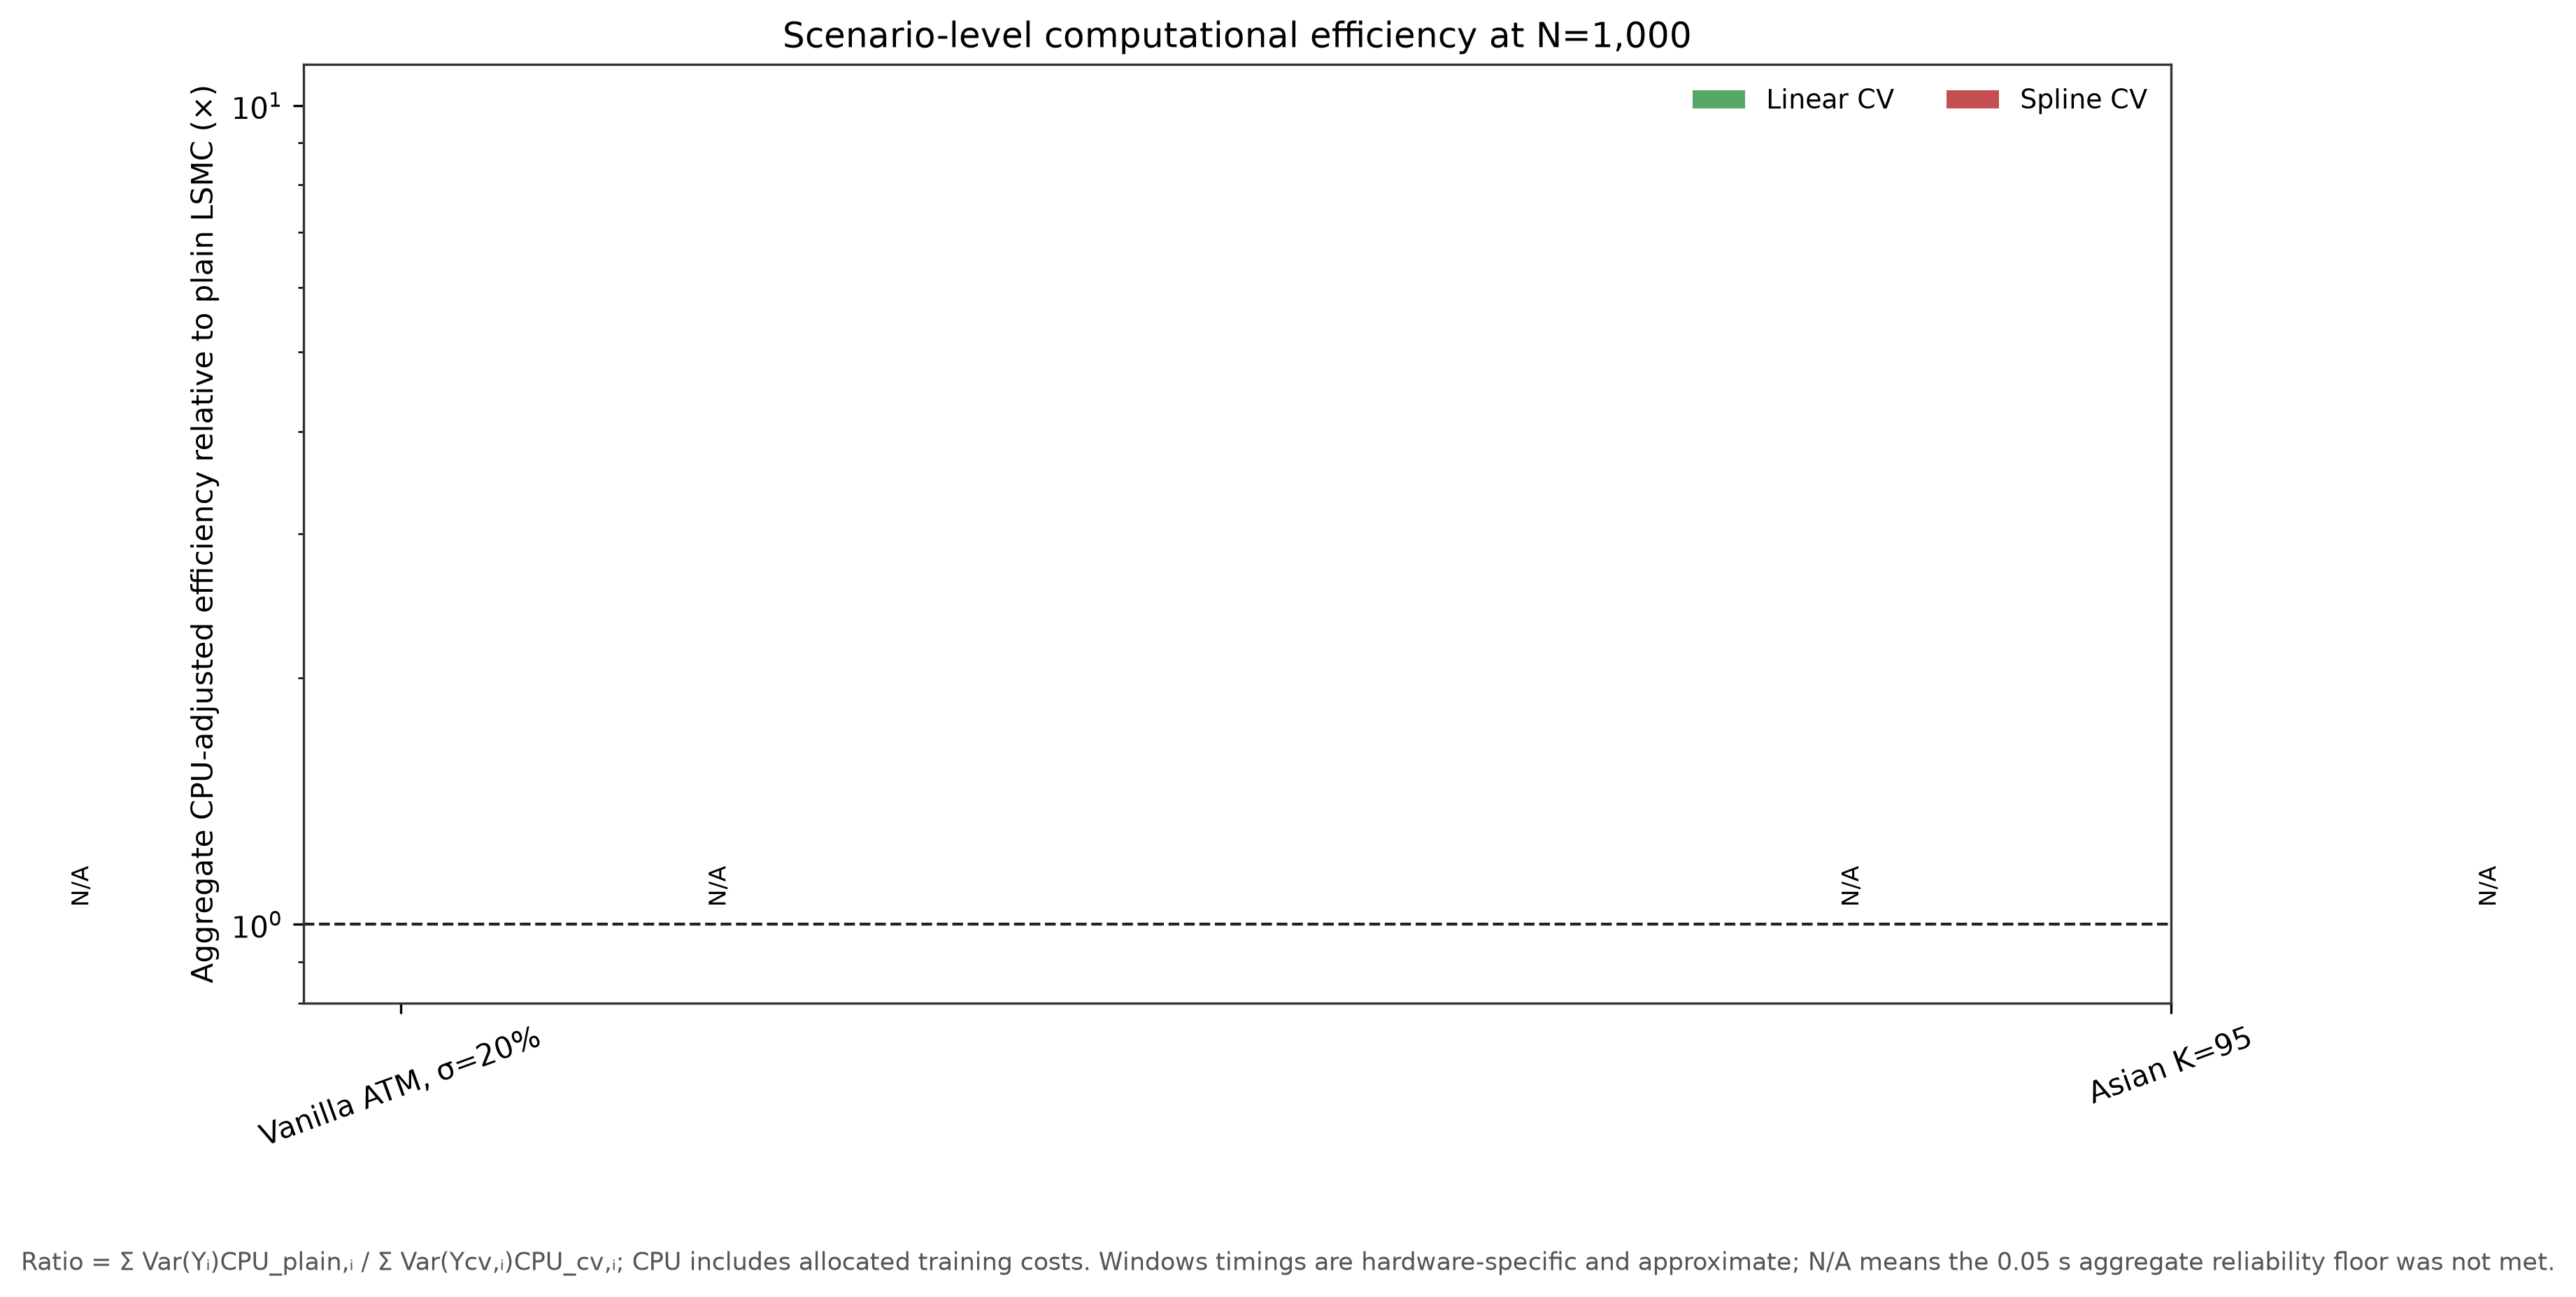 Scenario-level computational efficiency at N=1,000
Aggregate CPU-adjusted efficiency relative to plain LSMC (×)
10¹
10⁰
Linear CV
Spline CV
N/A
N/A
N/A
N/A
Vanilla ATM, σ=20%
Asian K=95
Ratio = Σ Var(Yᵢ)CPU_plain,ᵢ / Σ Var(Ycv,ᵢ)CPU_cv,ᵢ; CPU includes allocated training costs. Windows timings are hardware-specific and approximate; N/A means the 0.05 s aggregate reliability floor was not met.